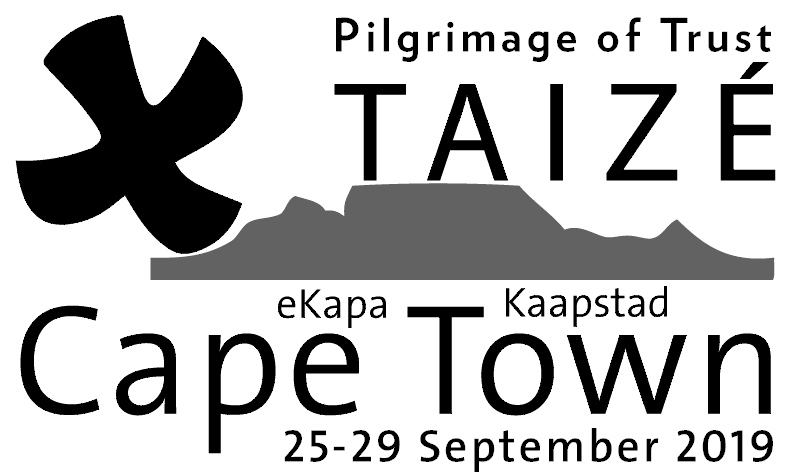 Pilgrimage of Trust
TAIZÉ
eKapa Kaapstad
Cape Town
25-29 September 2019